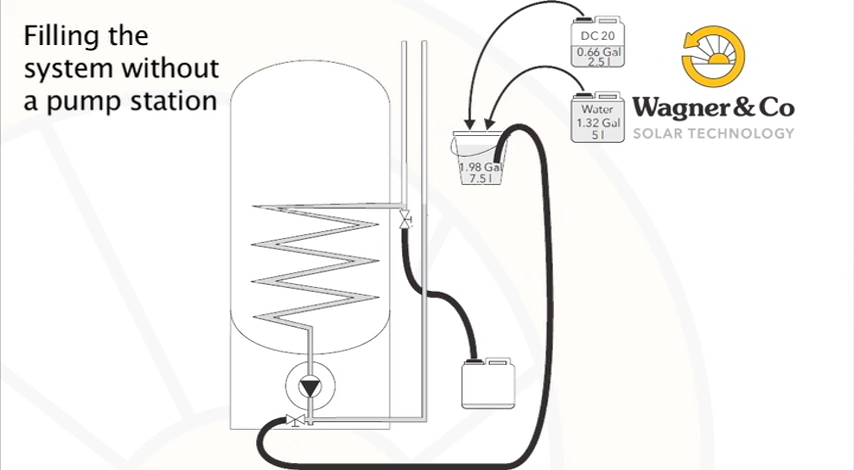 Filling the
system without
a pump station
DC 20
0.66 Gal
2.5 l
Water
1.32 Gal
5 l
Wagner & Co
SOLAR TECHNOLOGY
1.98 Gal
7.5 l